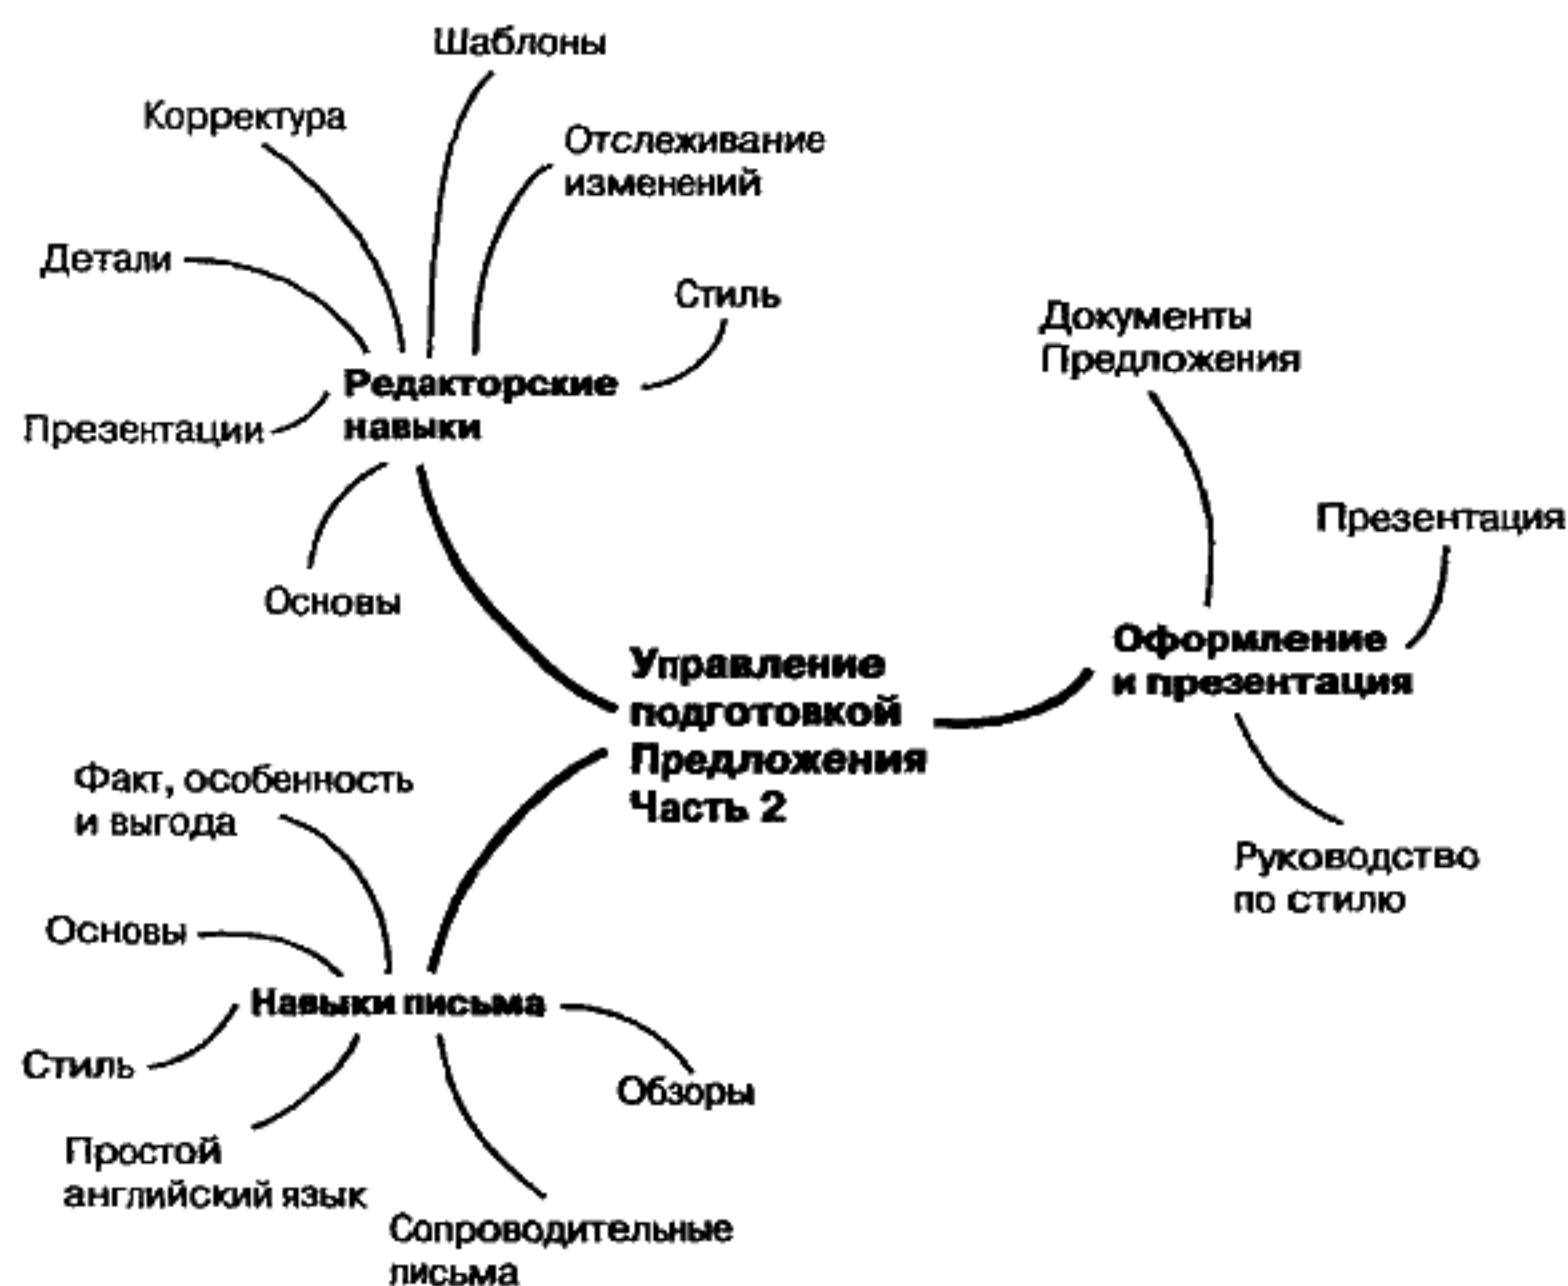 Шаблоны
Корректура
Отслеживание
изменений
Детали
Стиль
Редакторские
навыки
Презентации
Основы
Документы
Предложения
Презентация
Оформление
и презентация
Руководство
по стилю
Управление
подготовкой
Предложения
Часть 2
Факт, особенность
и выгода
Основы
Навыки письма
Стиль
Обзоры
Простой
английский язык
Сопроводительные
письма